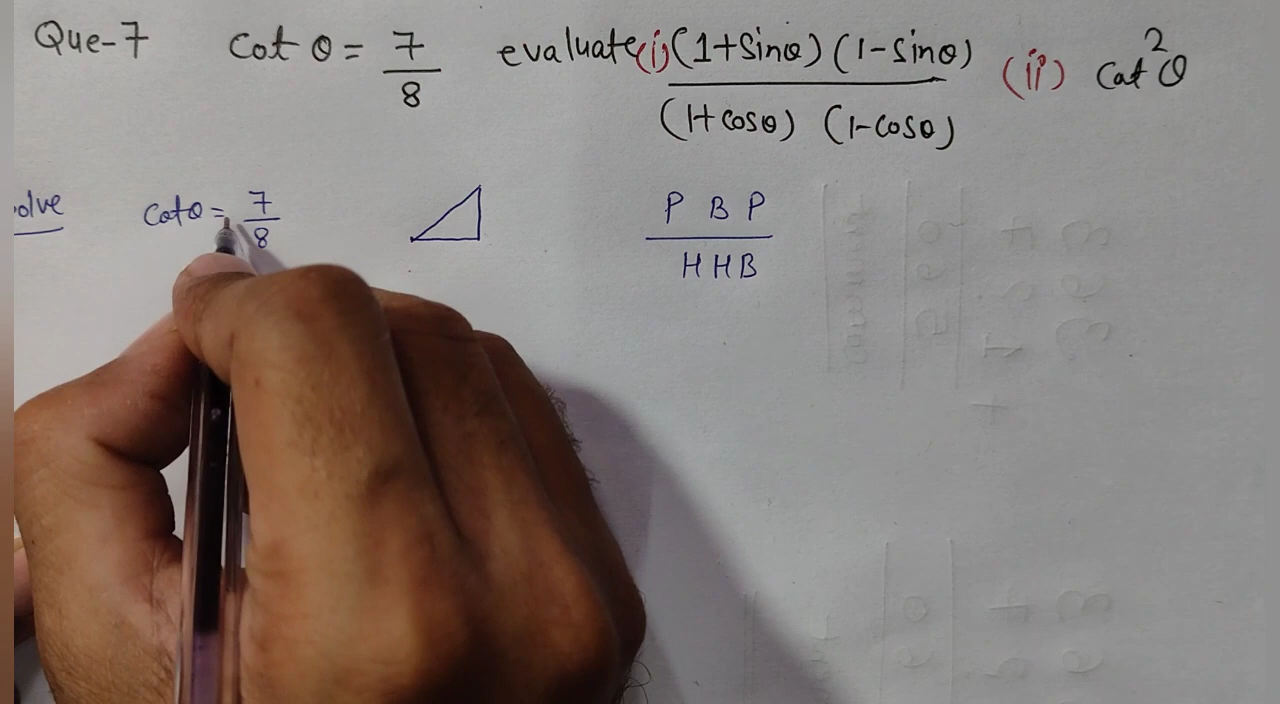 Que-7 Cot θ = 7/8 evaluate (i) (1+Sinθ) (1-Sinθ) / (1+cosθ) (1-cosθ) (ii) Cot²θ
olve Cotθ = 7/8
P B P
H H B